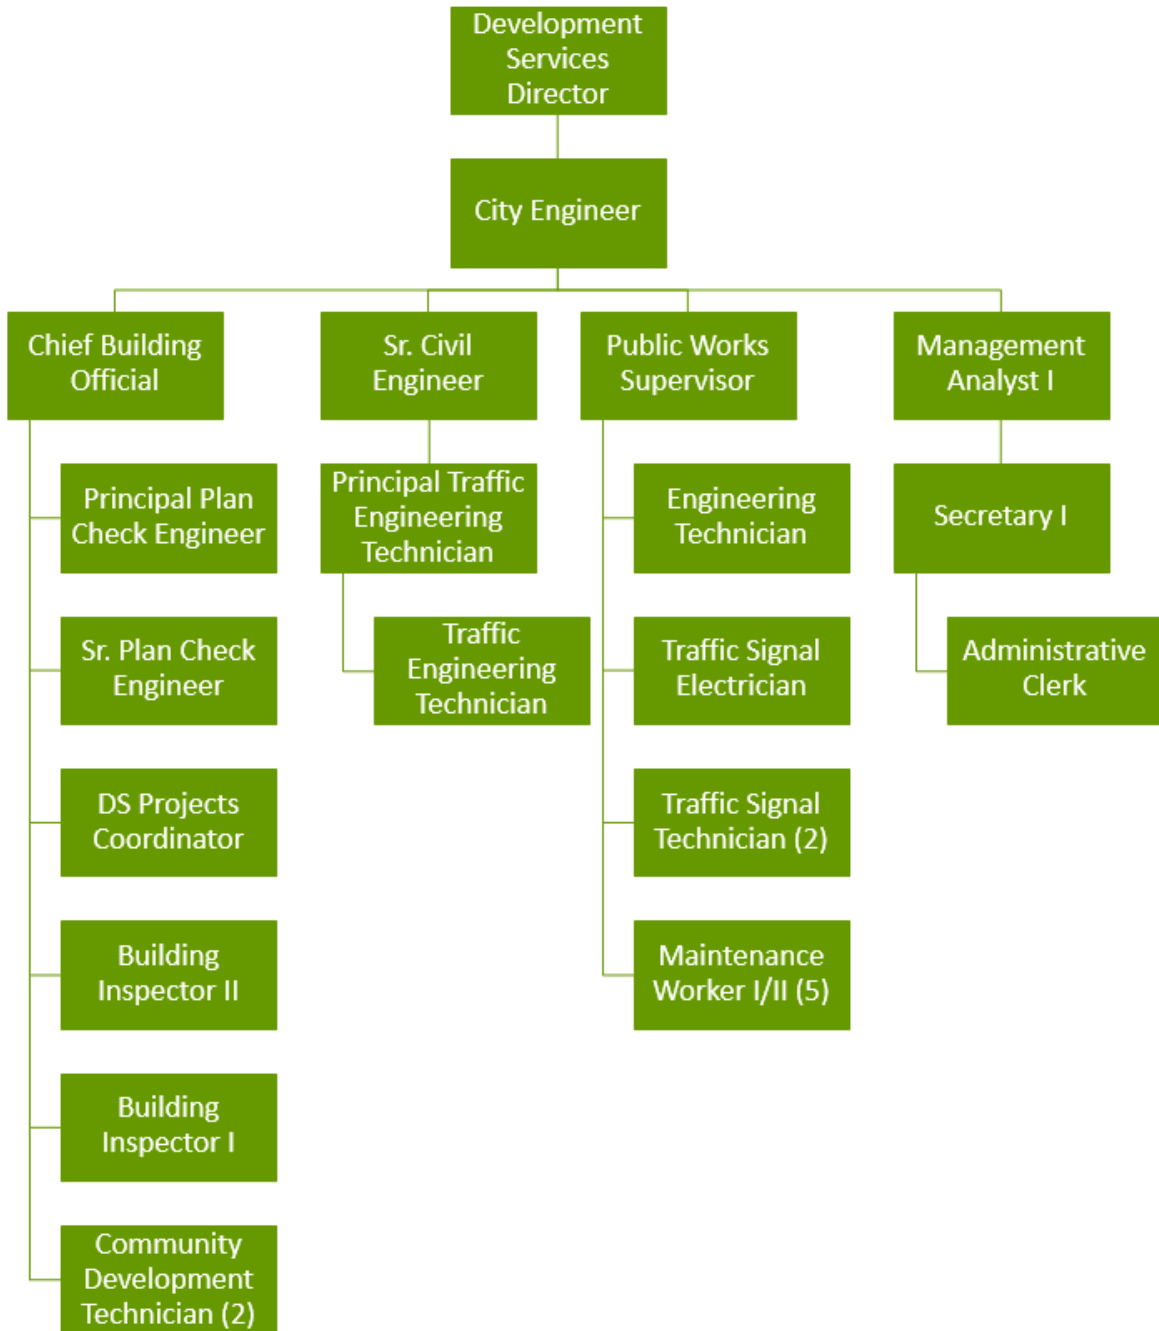 Development
Services
Director
City Engineer
Chief Building
Official
Sr. Civil
Engineer
Public Works
Supervisor
Management
Analyst I
Principal Plan
Check Engineer
Principal Traffic
Engineering
Technician
Engineering
Technician
Secretary I
Sr. Plan Check
Engineer
Traffic
Engineering
Technician
Traffic Signal
Electrician
Administrative
Clerk
DS Projects
Coordinator
Traffic Signal
Technician (2)
Building
Inspector II
Maintenance
Worker I/II (5)
Building
Inspector I
Community
Development
Technician (2)